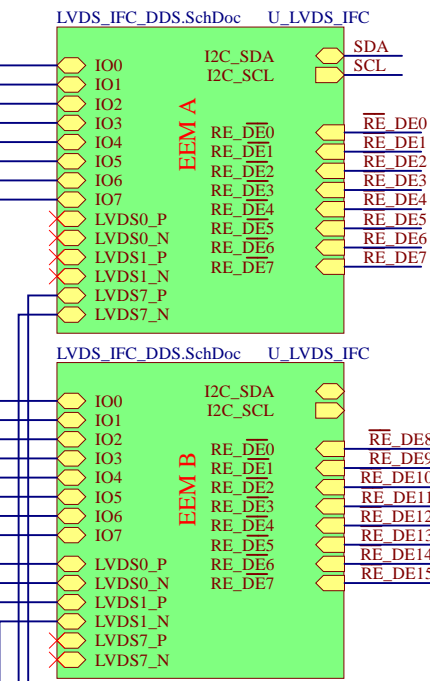 LVDS_IFC_DDS.SchDoc U_LVDS_IFC
I2C_SDA SDA
I2C_SCL SCL
IO0
IO1
IO2
IO3
IO4
IO5
IO6
IO7
LVDS0_P
LVDS0_N
LVDS1_P
LVDS1_N
LVDS7_P
LVDS7_N
EEM A
RE_DE0 RE_DE0
RE_DE1 RE_DE1
RE_DE2 RE_DE2
RE_DE3 RE_DE3
RE_DE4 RE_DE4
RE_DE5 RE_DE5
RE_DE6 RE_DE6
RE_DE7 RE_DE7
LVDS_IFC_DDS.SchDoc U_LVDS_IFC
I2C_SDA
I2C_SCL
IO0
IO1
IO2
IO3
IO4
IO5
IO6
IO7
LVDS0_P
LVDS0_N
LVDS1_P
LVDS1_N
LVDS7_P
LVDS7_N
EEM B
RE_DE0 RE_DE8
RE_DE1 RE_DE9
RE_DE2 RE_DE10
RE_DE3 RE_DE11
RE_DE4 RE_DE12
RE_DE5 RE_DE13
RE_DE6 RE_DE14
RE_DE7 RE_DE15